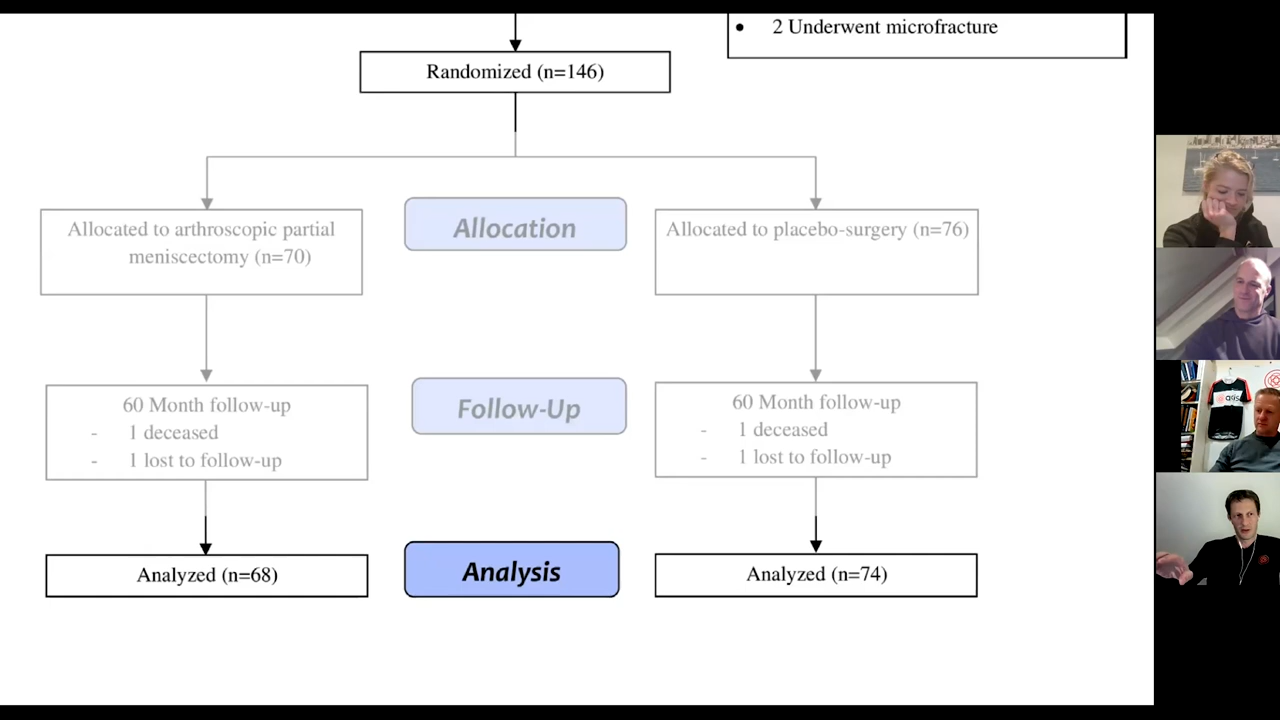 • 2 Underwent microfracture
Randomized (n=146)
Allocated to arthroscopic partial
meniscectomy (n=70)
Allocation
Allocated to placebo-surgery (n=76)
60 Month follow-up
- 1 deceased
- 1 lost to follow-up
Follow-Up
60 Month follow-up
- 1 deceased
- 1 lost to follow-up
Analyzed (n=68)
Analysis
Analyzed (n=74)